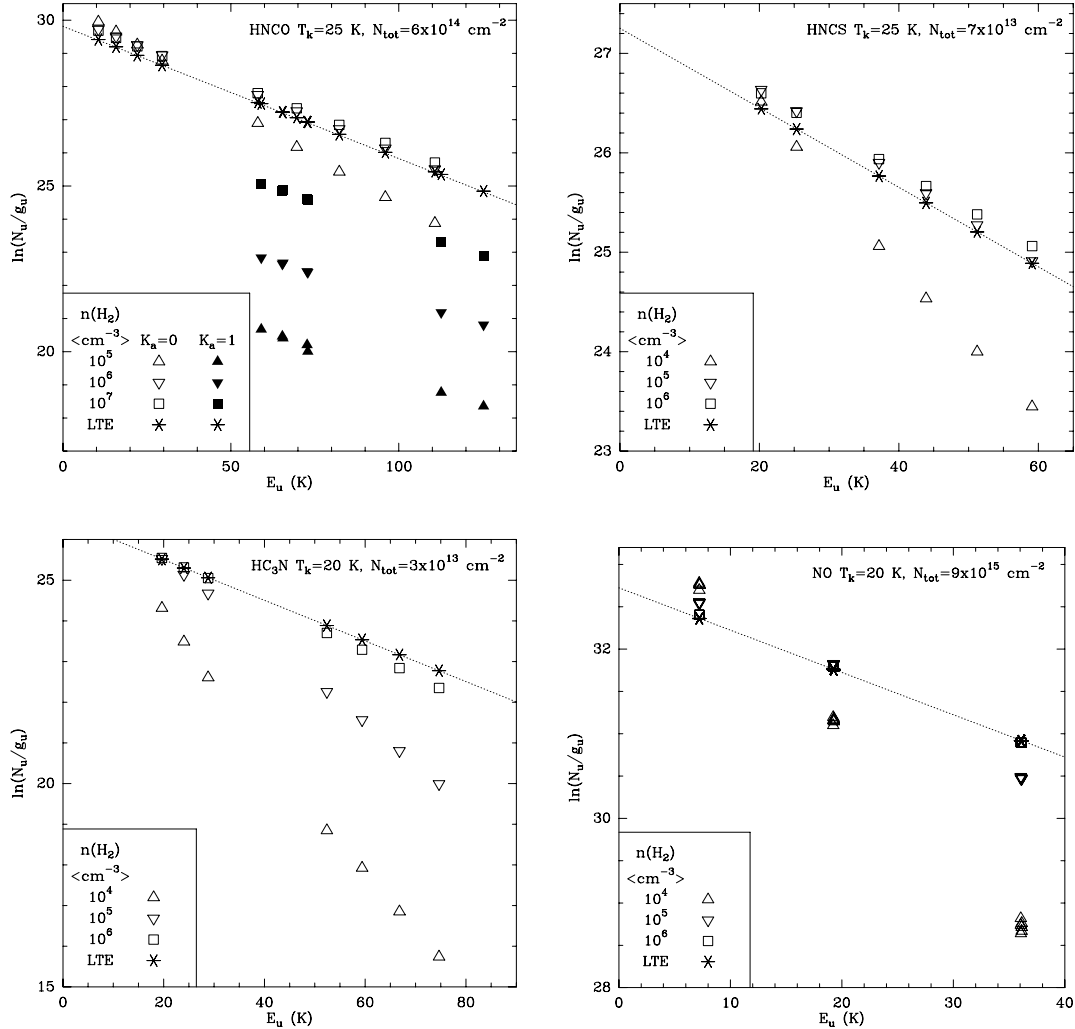 HNCO T_k=25 K, N_tot=6x10^14 cm^-2
30
25
20
ln(N_u/g_u)
n(H_2)
<cm^-3> K_a=0 K_a=1
10^5
10^6
10^7
LTE
0 50 100
E_u (K)
HNCS T_k=25 K, N_tot=7x10^13 cm^-2
27
26
25
24
23
ln(N_u/g_u)
n(H_2)
<cm^-3>
10^4
10^5
10^6
LTE
0 20 40 60
E_u (K)
HC_3N T_k=20 K, N_tot=3x10^13 cm^-2
25
20
15
ln(N_u/g_u)
n(H_2)
<cm^-3>
10^4
10^5
10^6
LTE
0 20 40 60 80
E_u (K)
NO T_k=20 K, N_tot=9x10^15 cm^-2
32
30
28
ln(N_u/g_u)
n(H_2)
<cm^-3>
10^4
10^5
10^6
LTE
0 10 20 30 40
E_u (K)